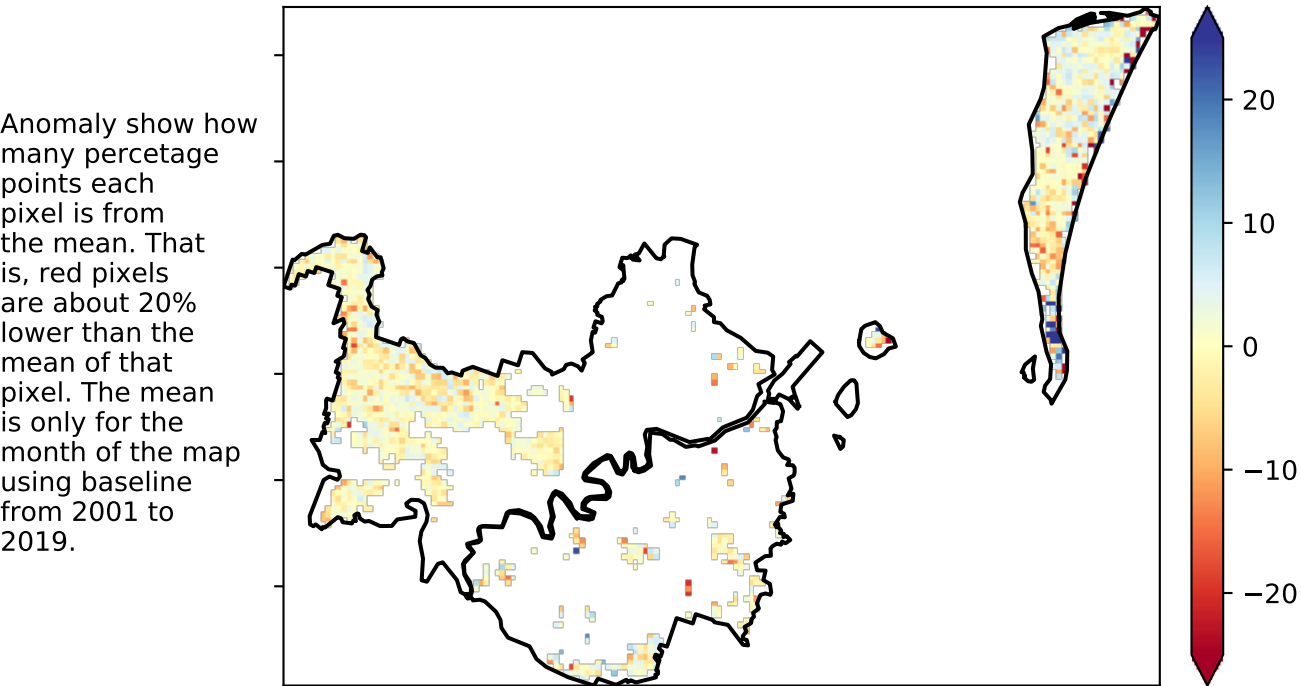 Anomaly show how
many percetage
points each
pixel is from
the mean. That
is, red pixels
are about 20%
lower than the
mean of that
pixel. The mean
is only for the
month of the map
using baseline
from 2001 to
2019.
20
10
0
−10
−20